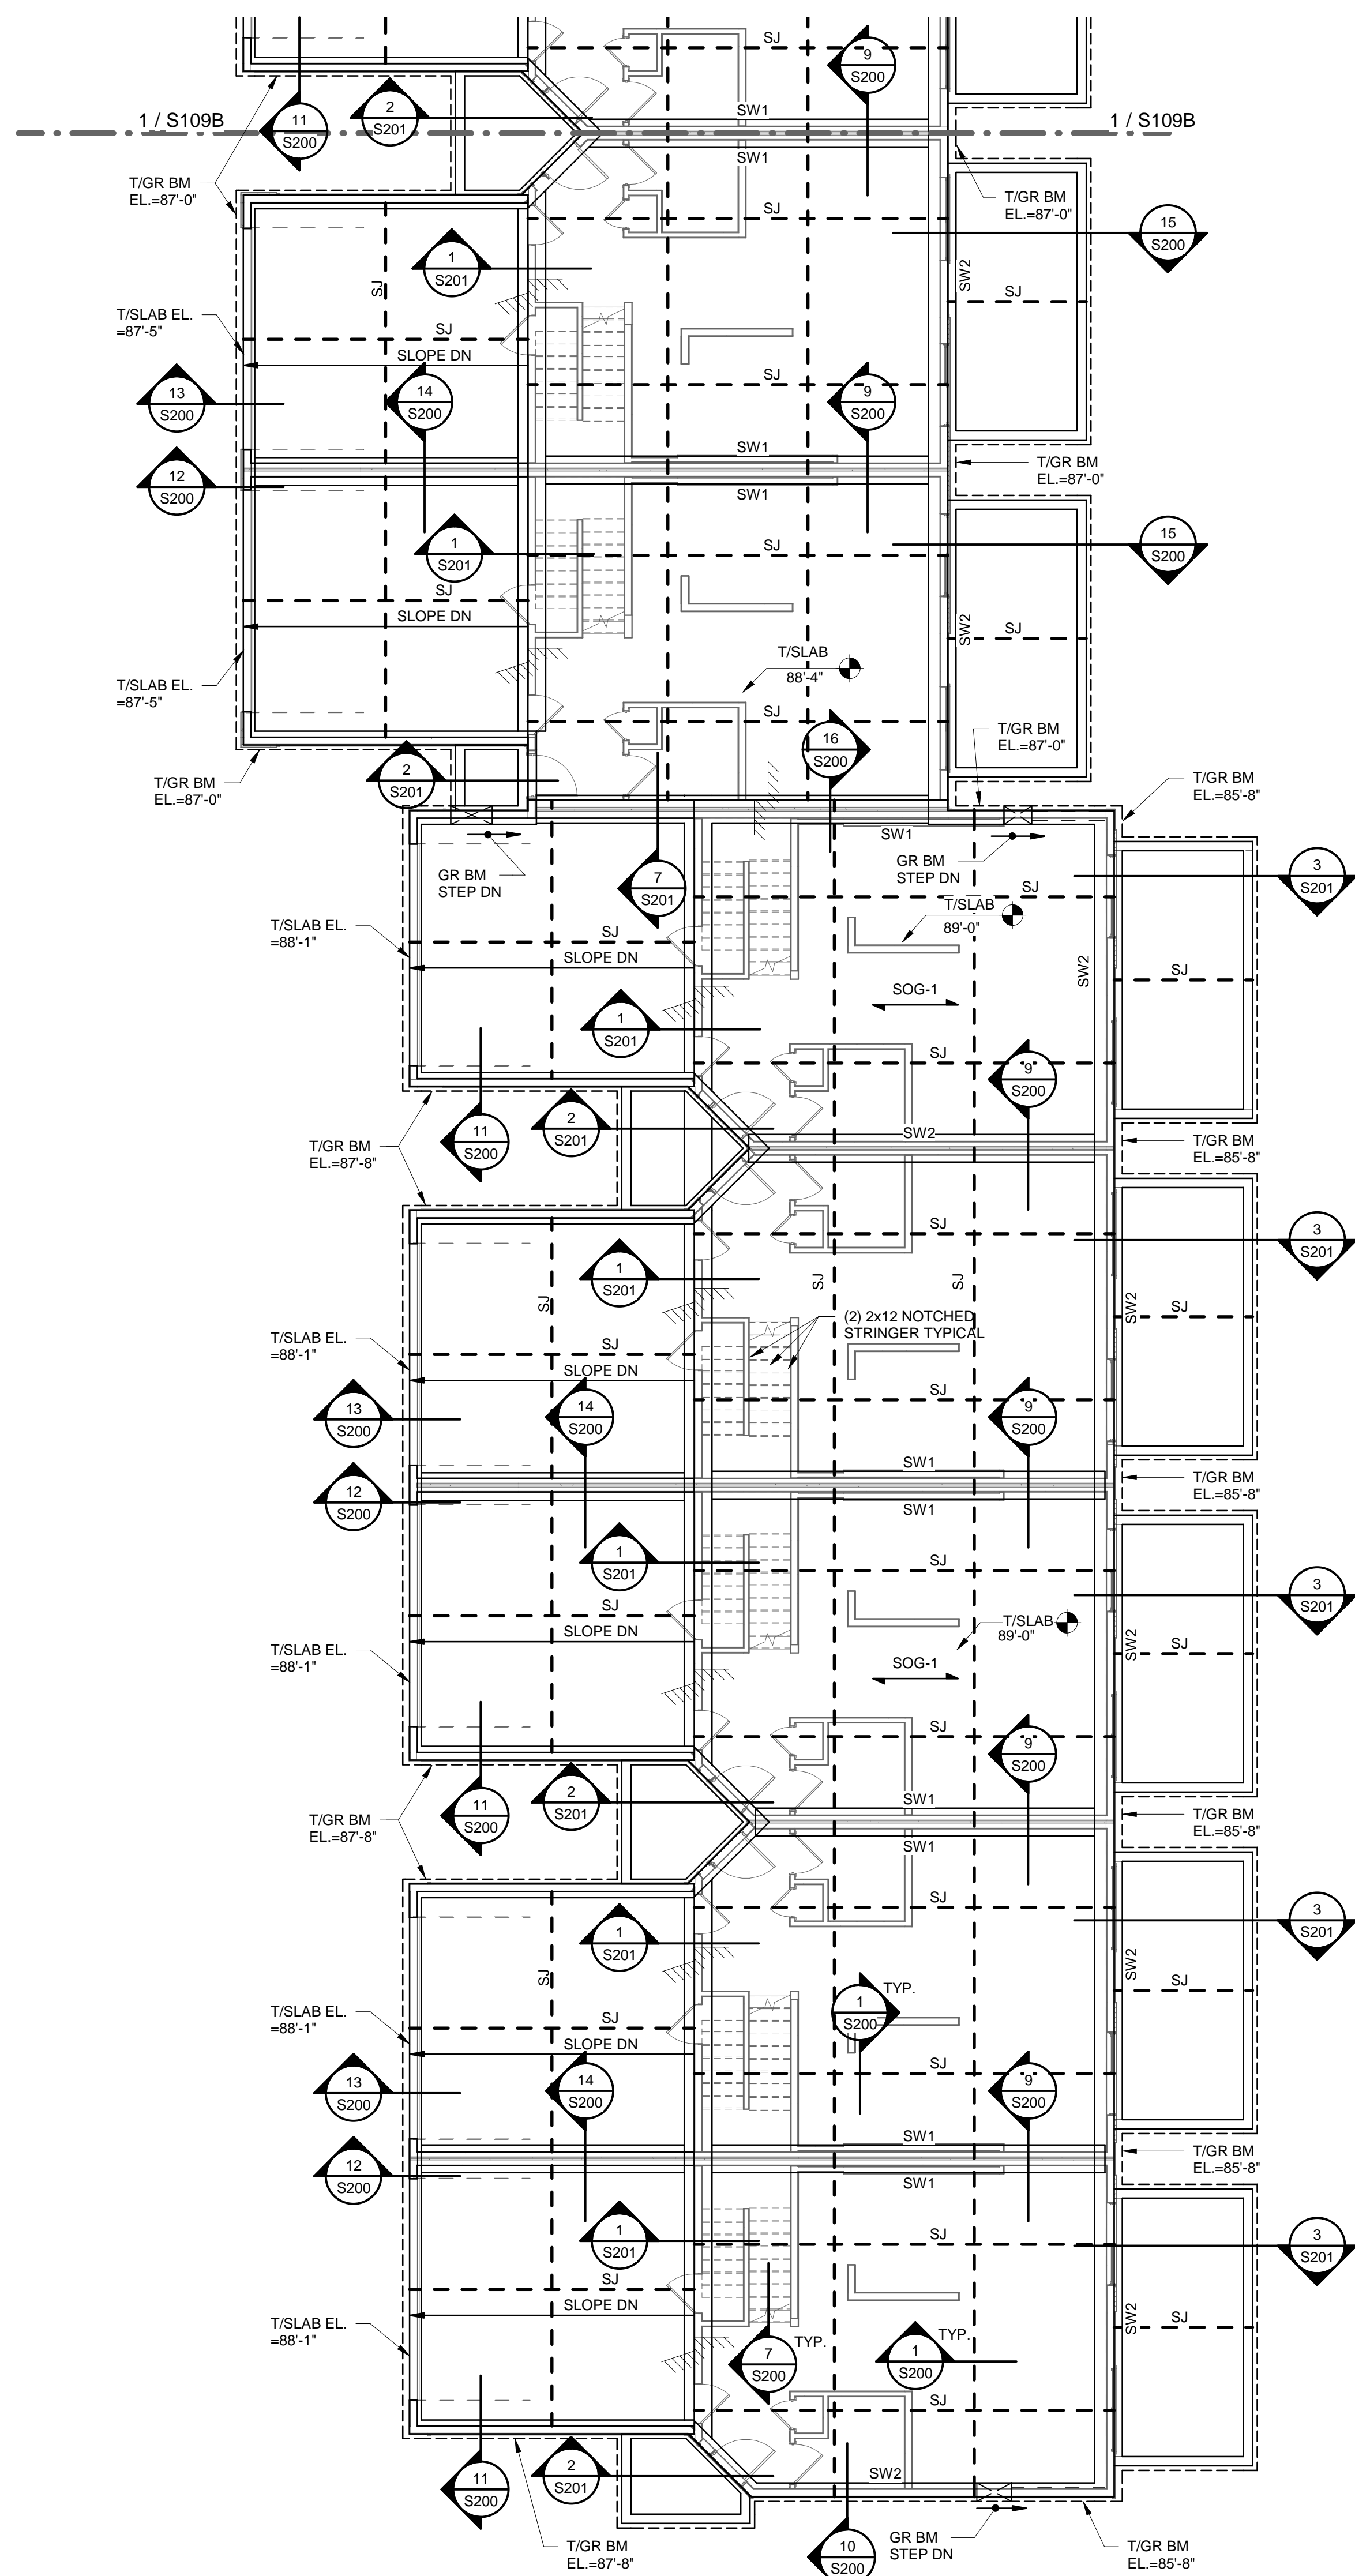 SJ
9
S200
SW1
1 / S109B
11
S200
2
S201
1 / S109B
SW1
T/GR BM
EL.=87'-0"
T/GR BM
EL.=87'-0"
SJ
15
S200
1
S201
SW2
SJ
SJ
T/SLAB EL.
=87'-5"
SJ
SLOPE DN
SJ
13
S200
14
S200
9
S200
SW1
12
S200
T/GR BM
EL.=87'-0"
SW1
1
S201
SJ
15
S200
SJ
SLOPE DN
SW2
SJ
T/SLAB
88'-4"
T/SLAB EL.
=87'-5"
SJ
16
S200
T/GR BM
EL.=87'-0"
2
S201
T/GR BM
EL.=87'-0"
T/GR BM
EL.=85'-8"
SW1
GR BM
STEP DN
7
S201
GR BM
STEP DN
SJ
3
S201
T/SLAB
89'-0"
T/SLAB EL.
=88'-1"
SJ
SLOPE DN
SW2
SJ
SOG-1
1
S201
SJ
9
S200
11
S200
2
S201
SW2
T/GR BM
EL.=87'-8"
T/GR BM
EL.=85'-8"
SJ
3
S201
1
S201
SJ
SJ
SJ
SW2
SJ
(2) 2x12 NOTCHED
STRINGER TYPICAL
T/SLAB EL.
=88'-1"
SJ
SLOPE DN
SJ
13
S200
14
S200
9
S200
SW1
12
S200
T/GR BM
EL.=85'-8"
SW1
1
S201
SJ
3
S201
SJ
SLOPE DN
T/SLAB
89'-0"
SW2
SJ
T/SLAB EL.
=88'-1"
SOG-1
SJ
9
S200
11
S200
2
S201
SW1
T/GR BM
EL.=87'-8"
T/GR BM
EL.=85'-8"
SW1
SJ
3
S201
1
S201
SJ
SW2
SJ
TYP.
1
S200
T/SLAB EL.
=88'-1"
SJ
SLOPE DN
SJ
13
S200
14
S200
9
S200
SW1
12
S200
T/GR BM
EL.=85'-8"
SW1
1
S201
SJ
3
S201
SJ
SLOPE DN
SW2
SJ
T/SLAB EL.
=88'-1"
7
S200
TYP.
1
S200
TYP.
SJ
11
S200
2
S201
SW2
T/GR BM
EL.=87'-8"
10
S200
GR BM
STEP DN
T/GR BM
EL.=85'-8"